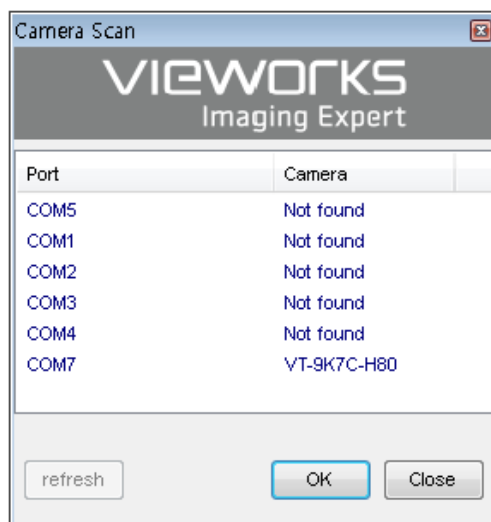 Camera Scan
VIEWORKS
Imaging Expert
Port Camera
COM5 Not found
COM1 Not found
COM2 Not found
COM3 Not found
COM4 Not found
COM7 VT-9K7C-H80
refresh OK Close